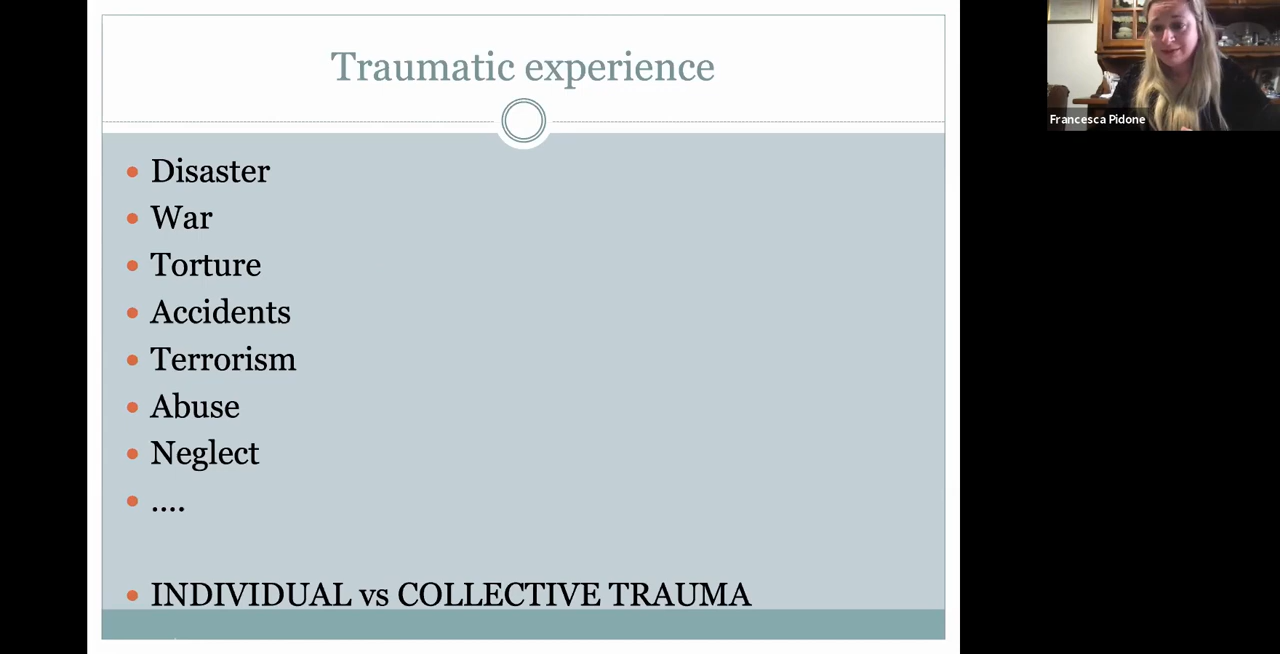 Traumatic experience
Disaster
War
Torture
Accidents
Terrorism
Abuse
Neglect
....
INDIVIDUAL vs COLLECTIVE TRAUMA
Francesca Pidone